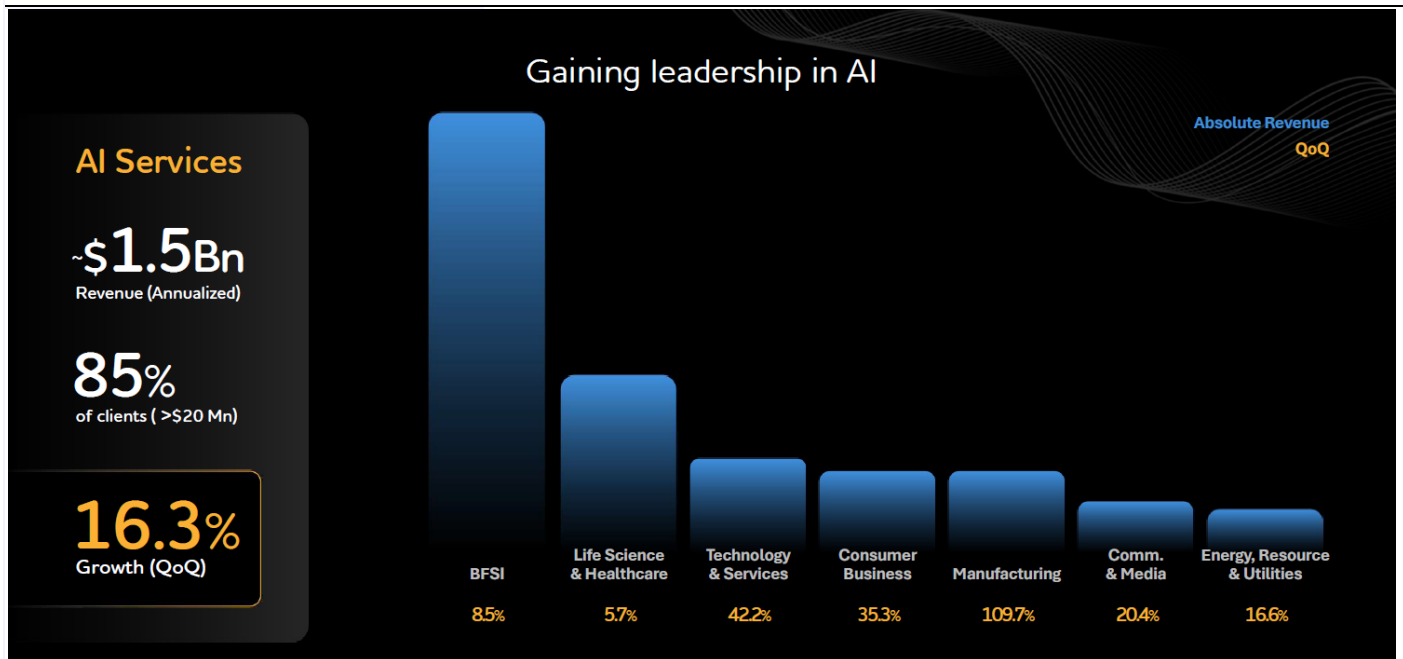 Gaining leadership in AI
Absolute Revenue
QoQ
AI Services
~$1.5Bn
Revenue (Annualized)
85%
of clients ( >$20 Mn)
16.3%
Growth (QoQ)
BFSI
Life Science
& Healthcare
Technology
& Services
Consumer
Business
Manufacturing
Comm.
& Media
Energy, Resource
& Utilities
8.5%
5.7%
42.2%
35.3%
109.7%
20.4%
16.6%